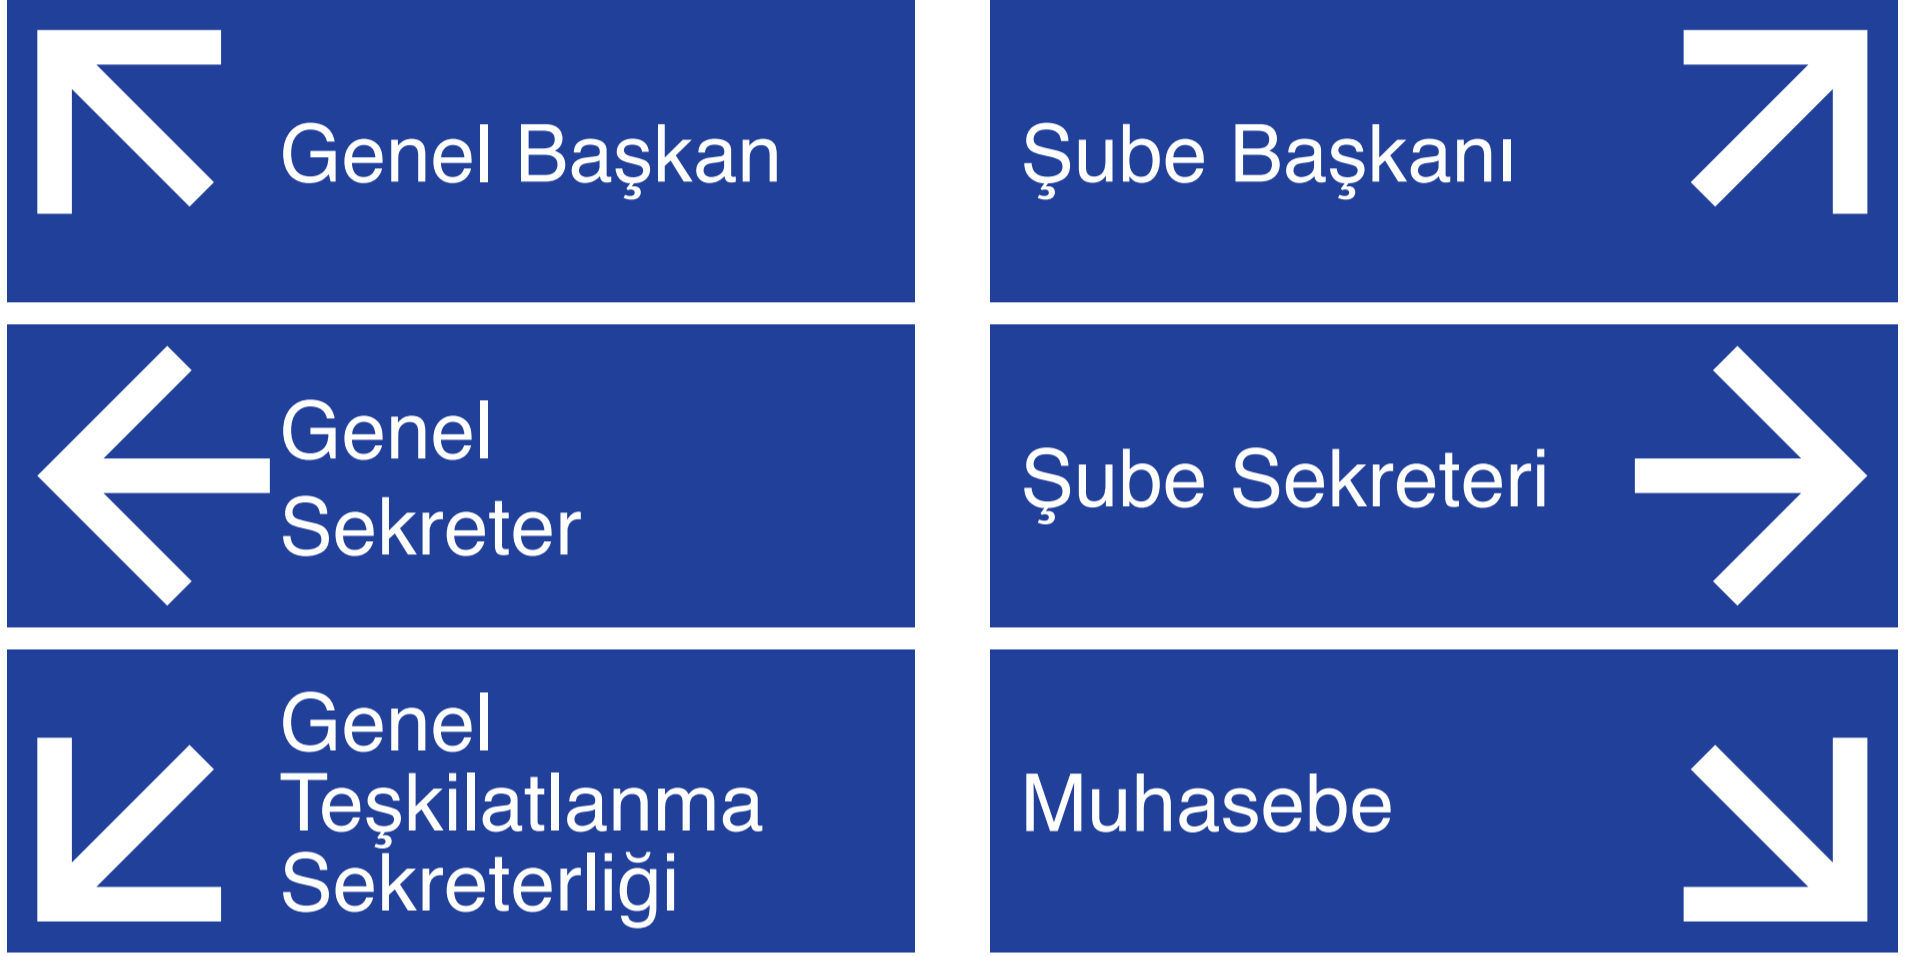 Genel Başkan
Şube Başkanı
Genel
Sekreter
Şube Sekreteri
Genel
Teşkilatlanma
Sekreterliği
Muhasebe